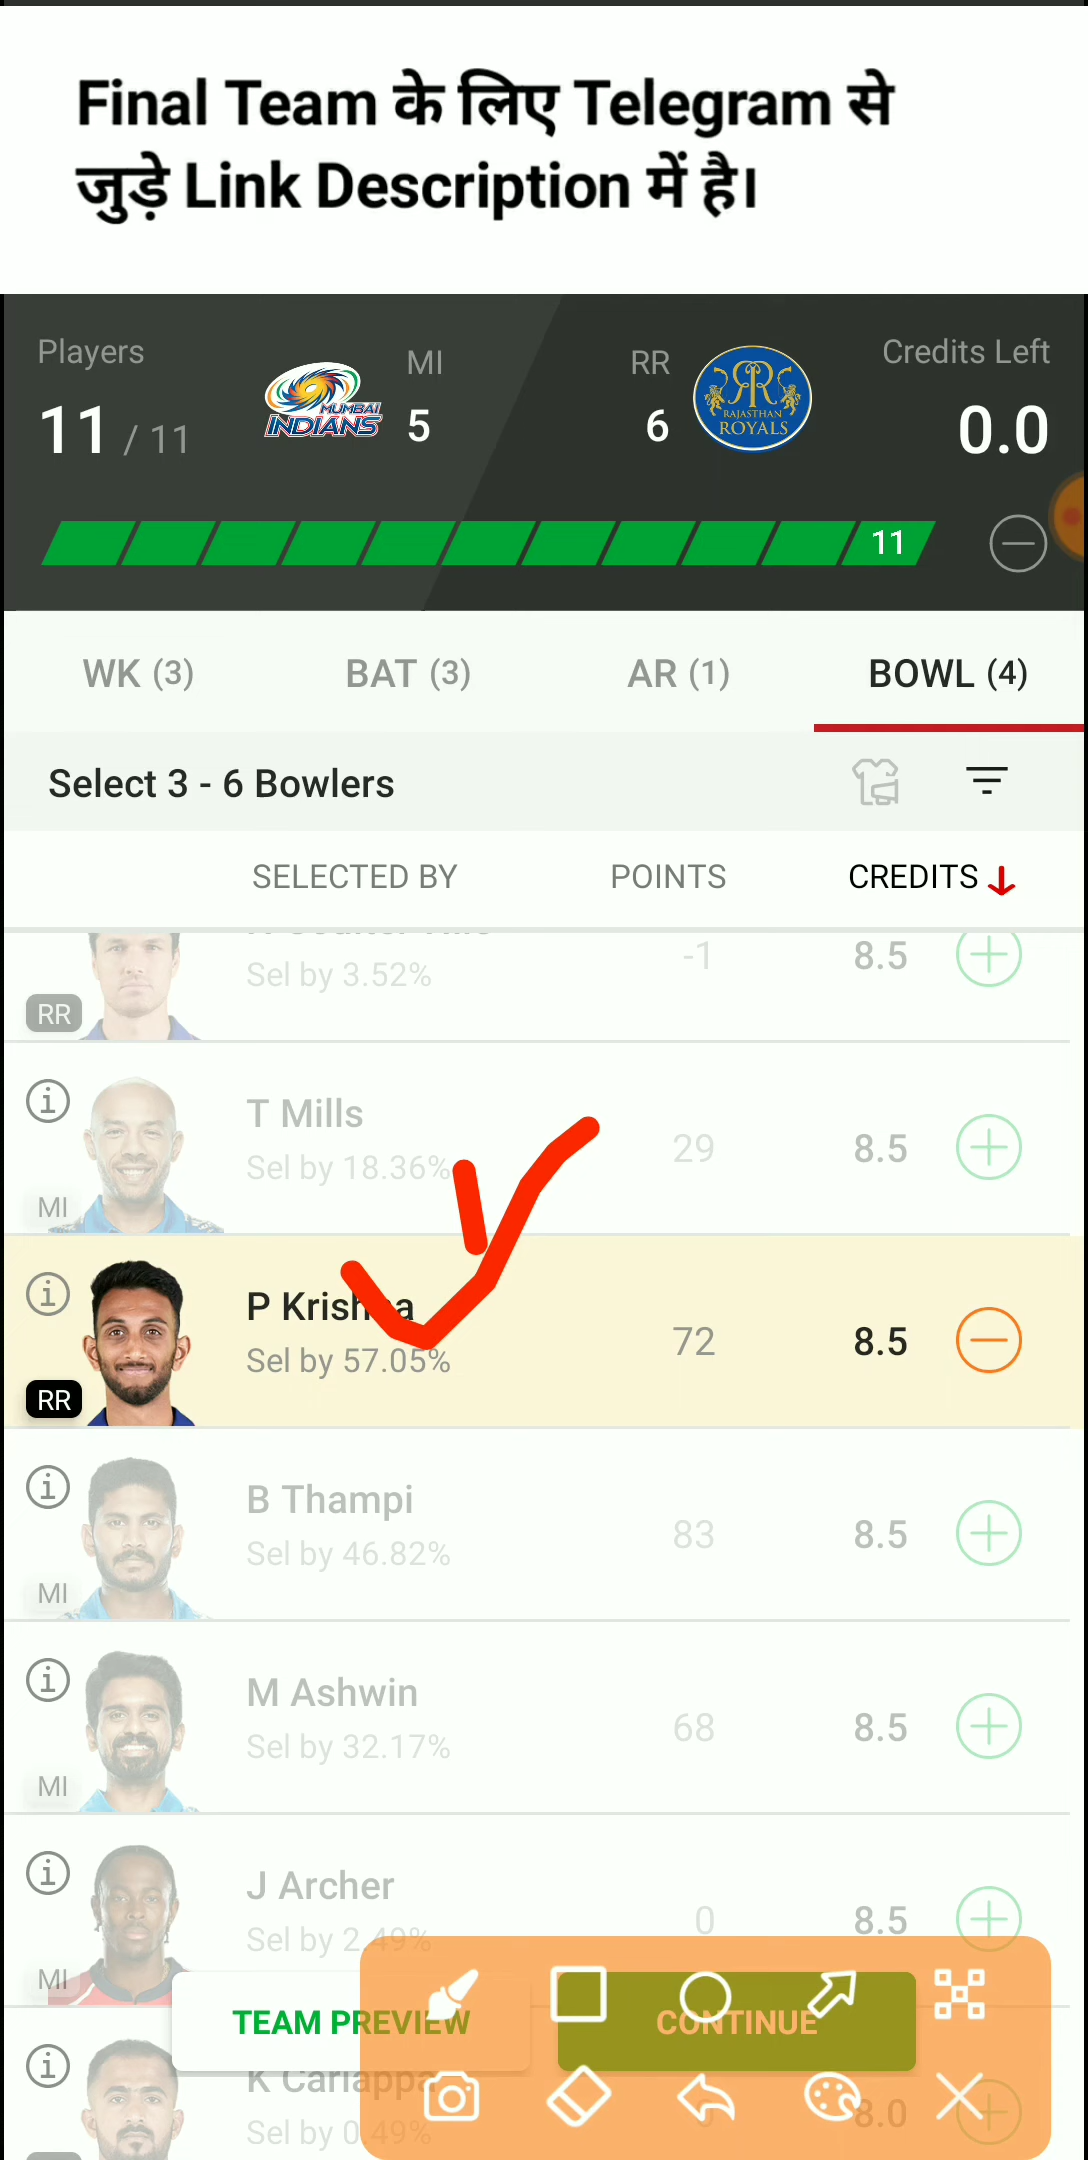 Final Team के लिए Telegram से
जुड़े Link Description में है।
Players MI RR Credits Left
11 / 11 MUMBAI INDIANS 5 6 RAJASTHAN ROYALS 0.0
11
WK (3) BAT (3) AR (1) BOWL (4)
Select 3 - 6 Bowlers
SELECTED BY POINTS CREDITS
Sel by 3.52% -1 8.5
RR
T Mills
Sel by 18.36% 29 8.5
MI
P Krishna
Sel by 57.05% 72 8.5
RR
B Thampi
Sel by 46.82% 83 8.5
MI
M Ashwin
Sel by 32.17% 68 8.5
MI
J Archer
Sel by 2.49% 0 8.5
MI
TEAM PREVIEW CONTINUE
K Cariappa
Sel by 0.49% 8.0